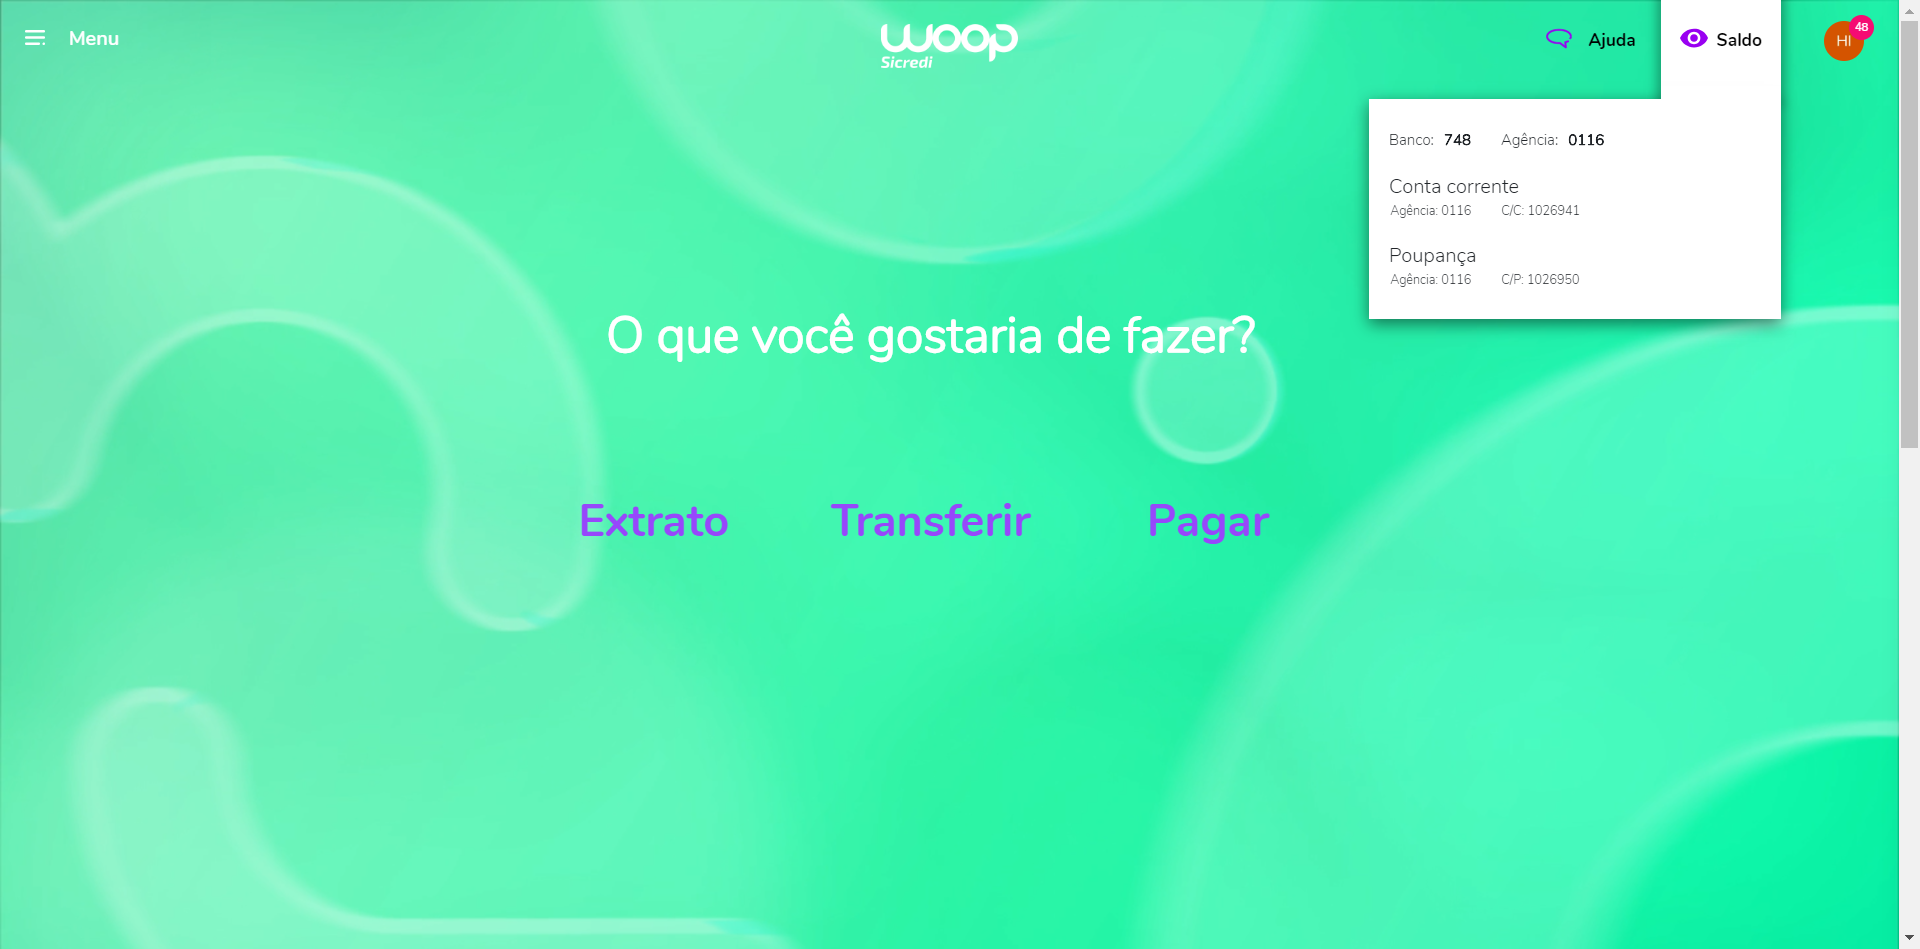 Menu
woop
Sicredi
Ajuda
Saldo
HI
48
Banco: 748 Agência: 0116
Conta corrente
Agência: 0116 C/C: 1026941
Poupança
Agência: 0116 C/P: 1026950
O que você gostaria de fazer?
Extrato Transferir Pagar